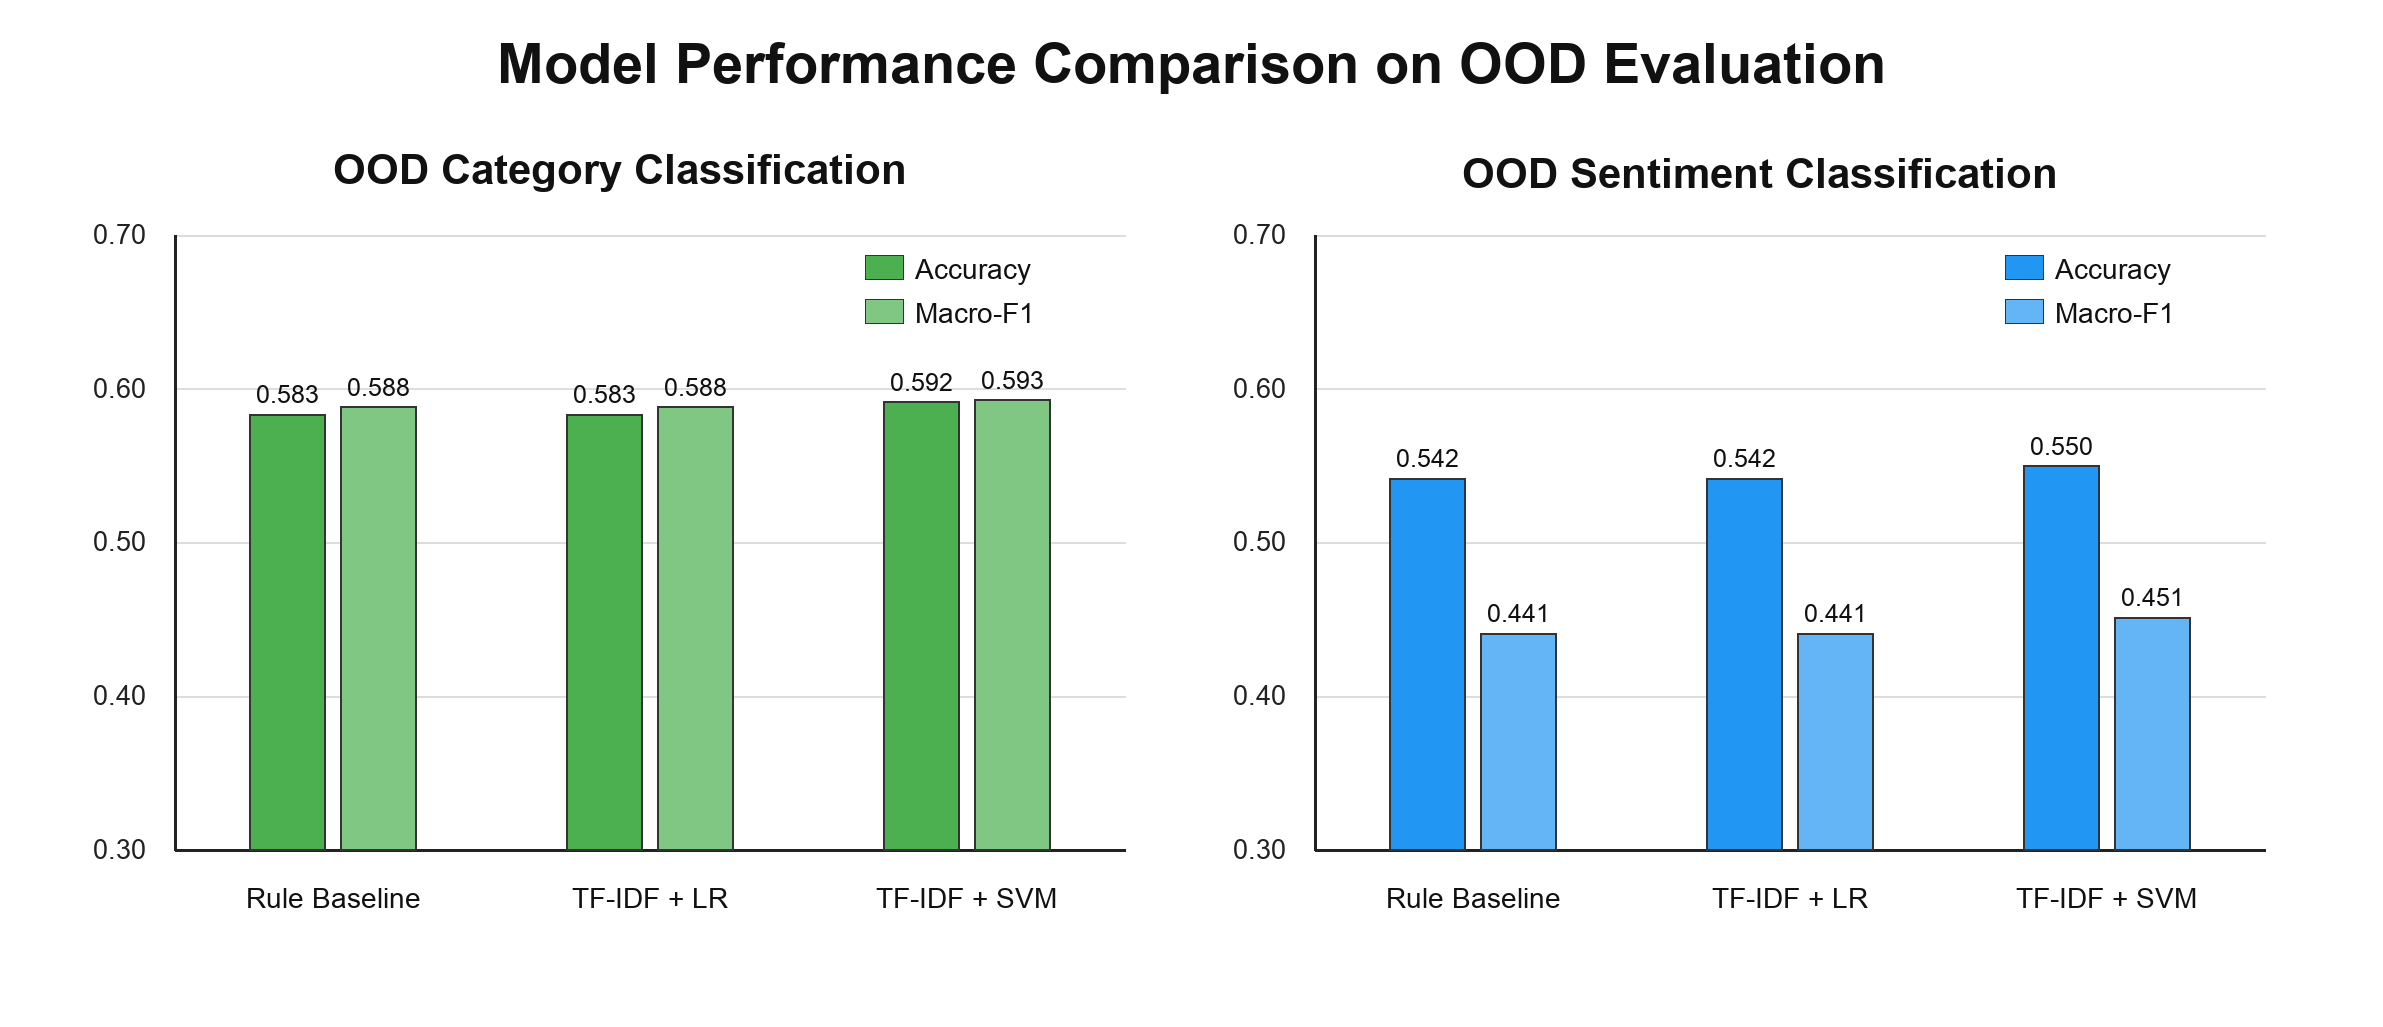 Model Performance Comparison on OOD Evaluation
OOD Category Classification
0.70
0.60
0.50
0.40
0.30
Accuracy
Macro-F1
0.583
0.588
0.583
0.588
0.592
0.593
Rule Baseline
TF-IDF + LR
TF-IDF + SVM
OOD Sentiment Classification
0.70
0.60
0.50
0.40
0.30
Accuracy
Macro-F1
0.542
0.441
0.542
0.441
0.550
0.451
Rule Baseline
TF-IDF + LR
TF-IDF + SVM